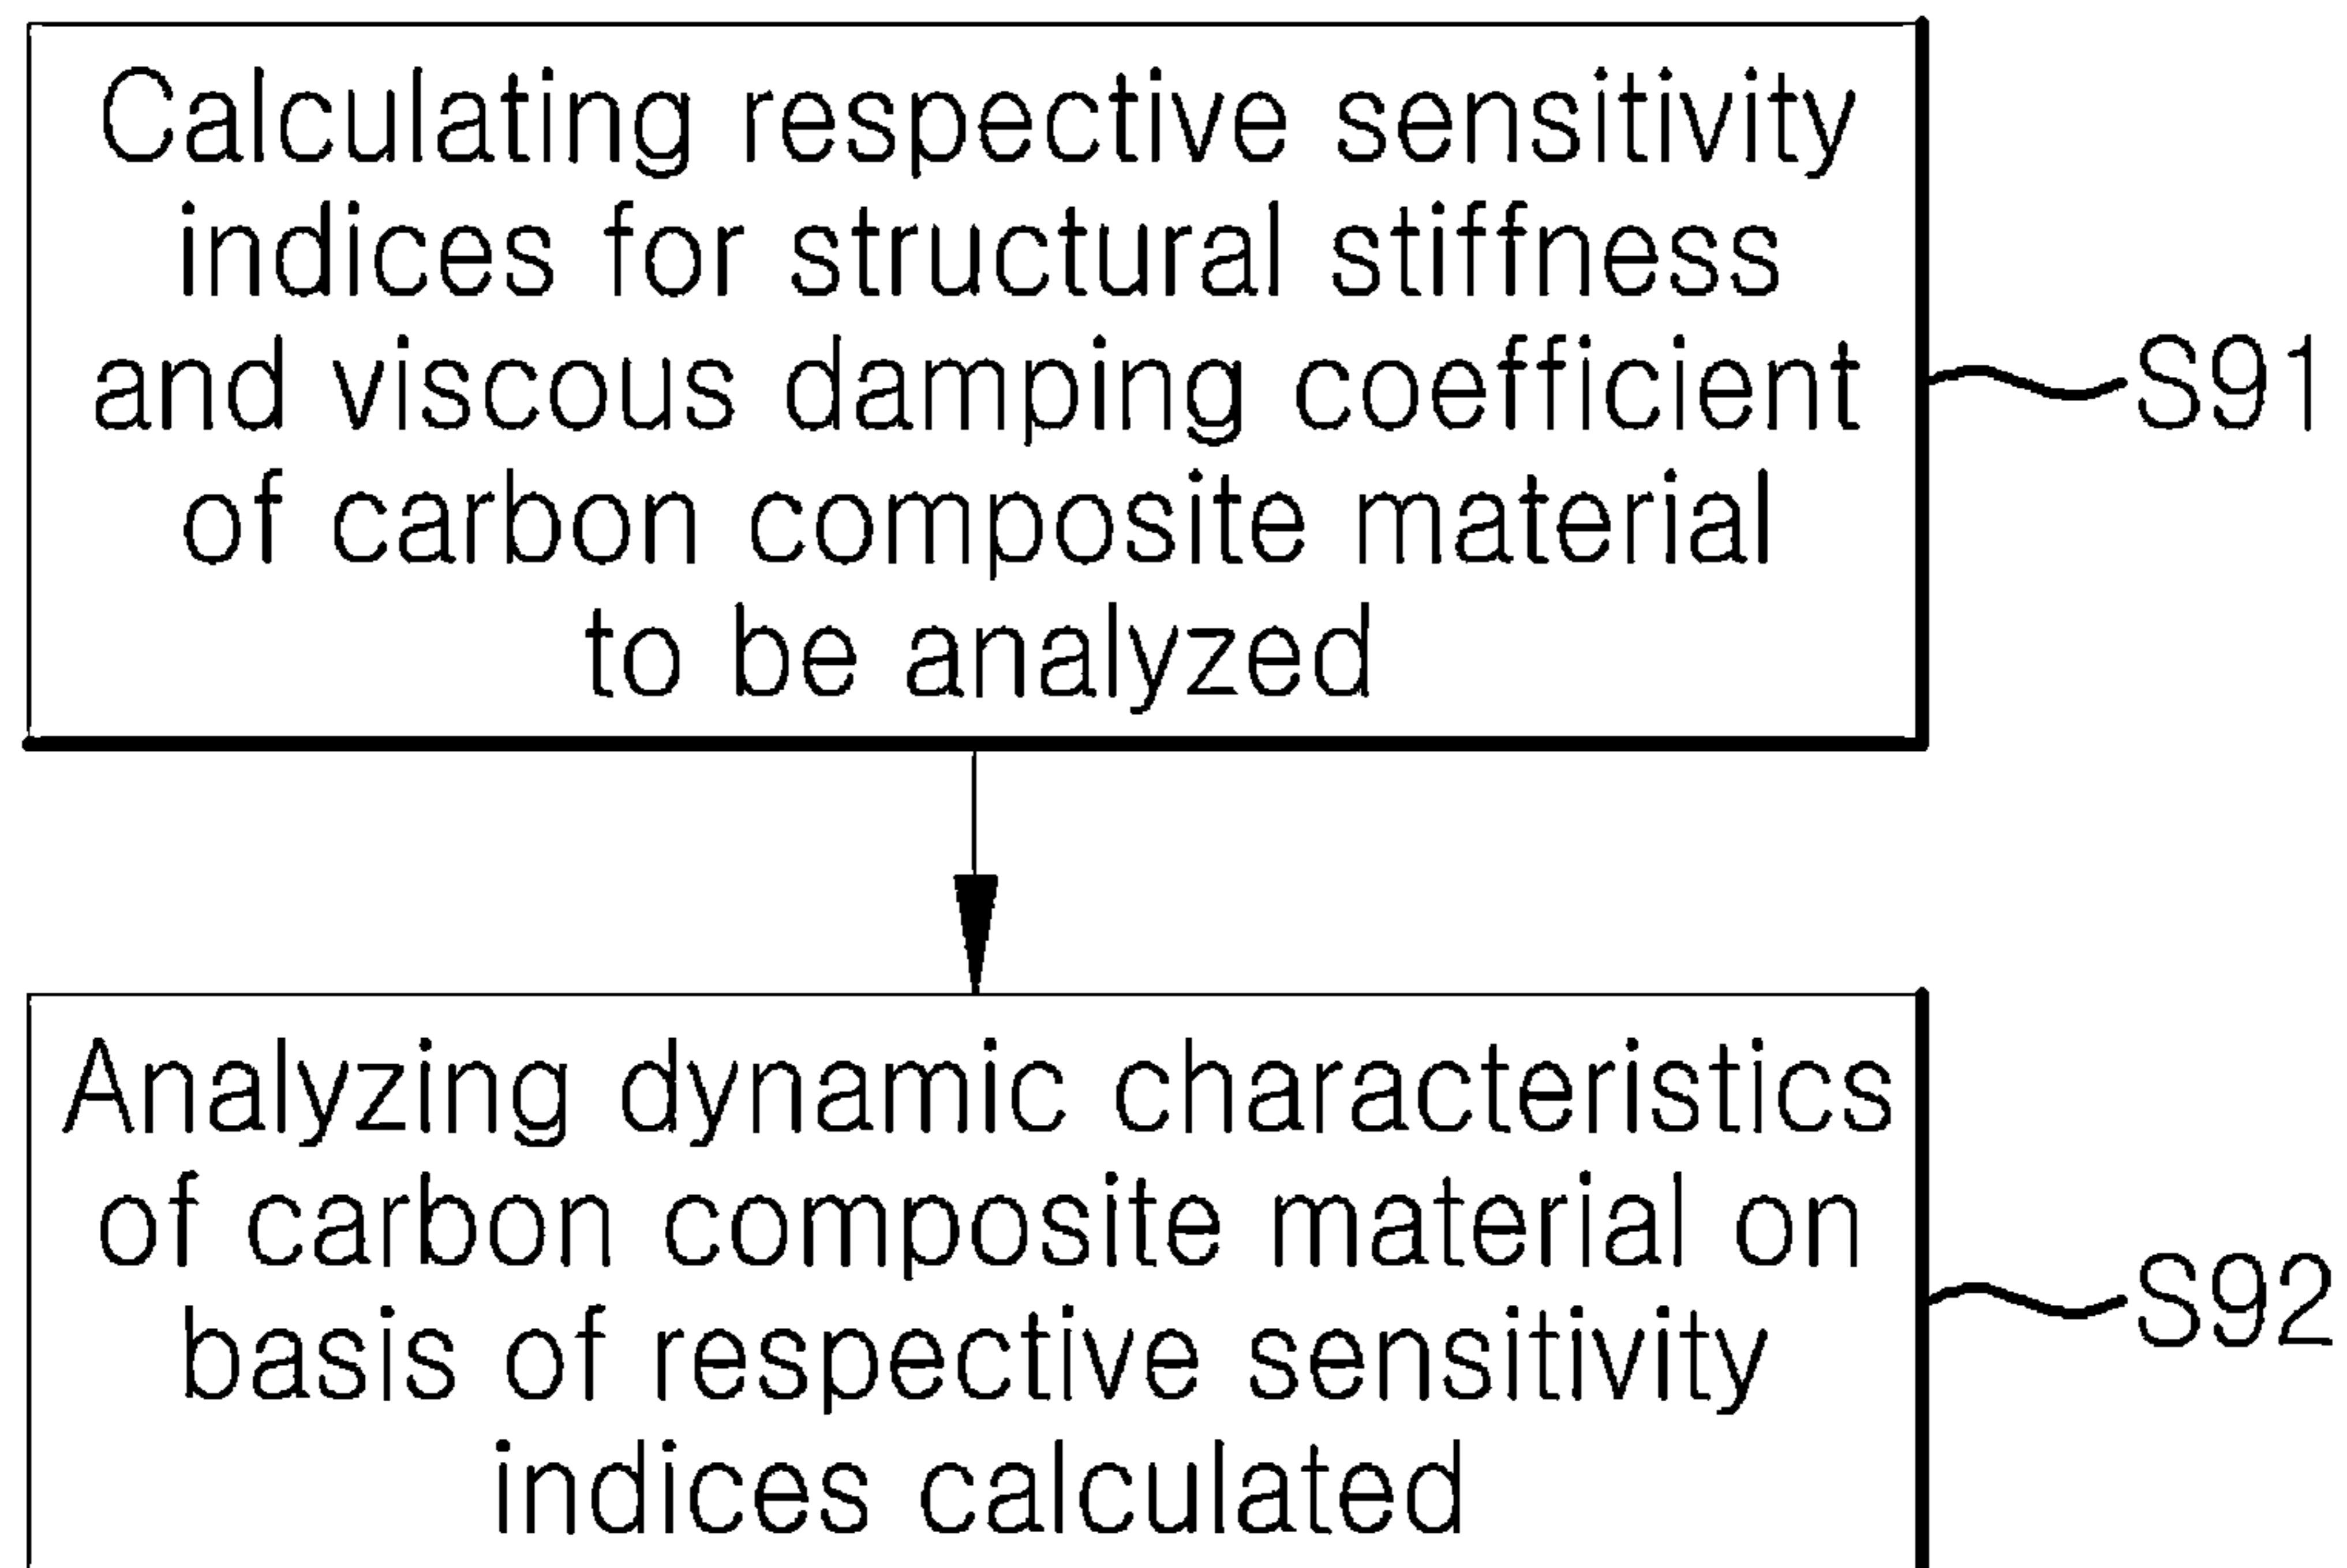 Calculating respective sensitivity
indices for structural stiffness
and viscous damping coefficient
of carbon composite material
to be analyzed
S91
Analyzing dynamic characteristics
of carbon composite material on
basis of respective sensitivity
indices calculated
S92